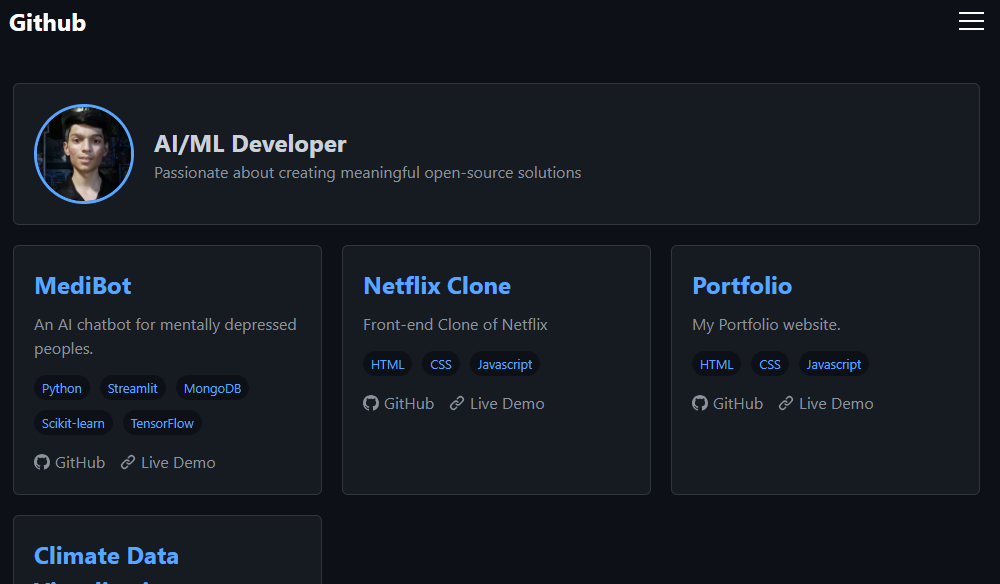 Github
AI/ML Developer
Passionate about creating meaningful open-source solutions
MediBot
An AI chatbot for mentally depressed
peoples.
Python Streamlit MongoDB
Scikit-learn TensorFlow
GitHub Live Demo
Netflix Clone
Front-end Clone of Netflix
HTML CSS Javascript
GitHub Live Demo
Portfolio
My Portfolio website.
HTML CSS Javascript
GitHub Live Demo
Climate Data